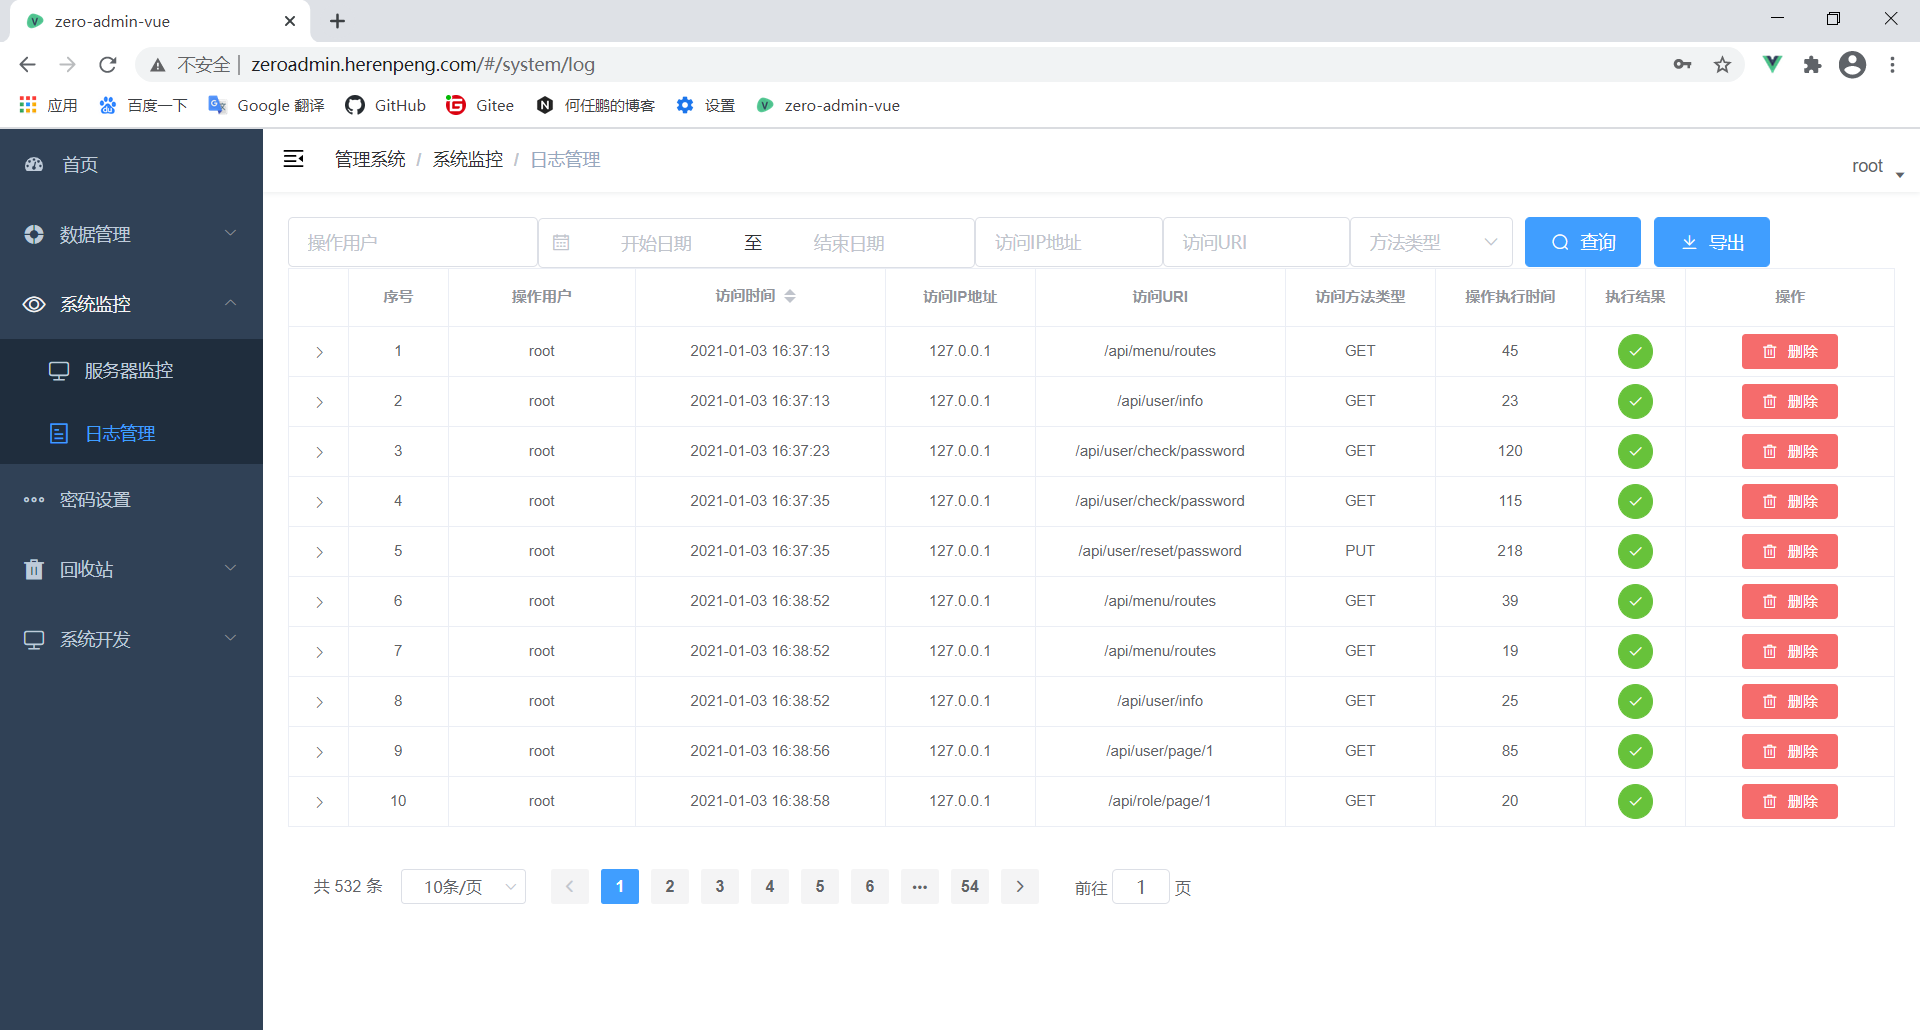 zero-admin-vue
不安全 | zeroadmin.herenpeng.com/#/system/log
应用 百度一下 Google 翻译 GitHub Gitee 何任鹏的博客 设置 zero-admin-vue
首页
数据管理
系统监控
服务器监控
日志管理
密码设置
回收站
系统开发
管理系统 / 系统监控 / 日志管理
root
操作用户 开始日期 至 结束日期 访问IP地址 访问URI 方法类型 查询 导出
序号 操作用户 访问时间 访问IP地址 访问URI 访问方法类型 操作执行时间 执行结果 操作
1 root 2021-01-03 16:37:13 127.0.0.1 /api/menu/routes GET 45 删除
2 root 2021-01-03 16:37:13 127.0.0.1 /api/user/info GET 23 删除
3 root 2021-01-03 16:37:23 127.0.0.1 /api/user/check/password GET 120 删除
4 root 2021-01-03 16:37:35 127.0.0.1 /api/user/check/password GET 115 删除
5 root 2021-01-03 16:37:35 127.0.0.1 /api/user/reset/password PUT 218 删除
6 root 2021-01-03 16:38:52 127.0.0.1 /api/menu/routes GET 39 删除
7 root 2021-01-03 16:38:52 127.0.0.1 /api/menu/routes GET 19 删除
8 root 2021-01-03 16:38:52 127.0.0.1 /api/user/info GET 25 删除
9 root 2021-01-03 16:38:56 127.0.0.1 /api/user/page/1 GET 85 删除
10 root 2021-01-03 16:38:58 127.0.0.1 /api/role/page/1 GET 20 删除
共 532 条 10条/页 1 2 3 4 5 6 ••• 54 前往 1 页